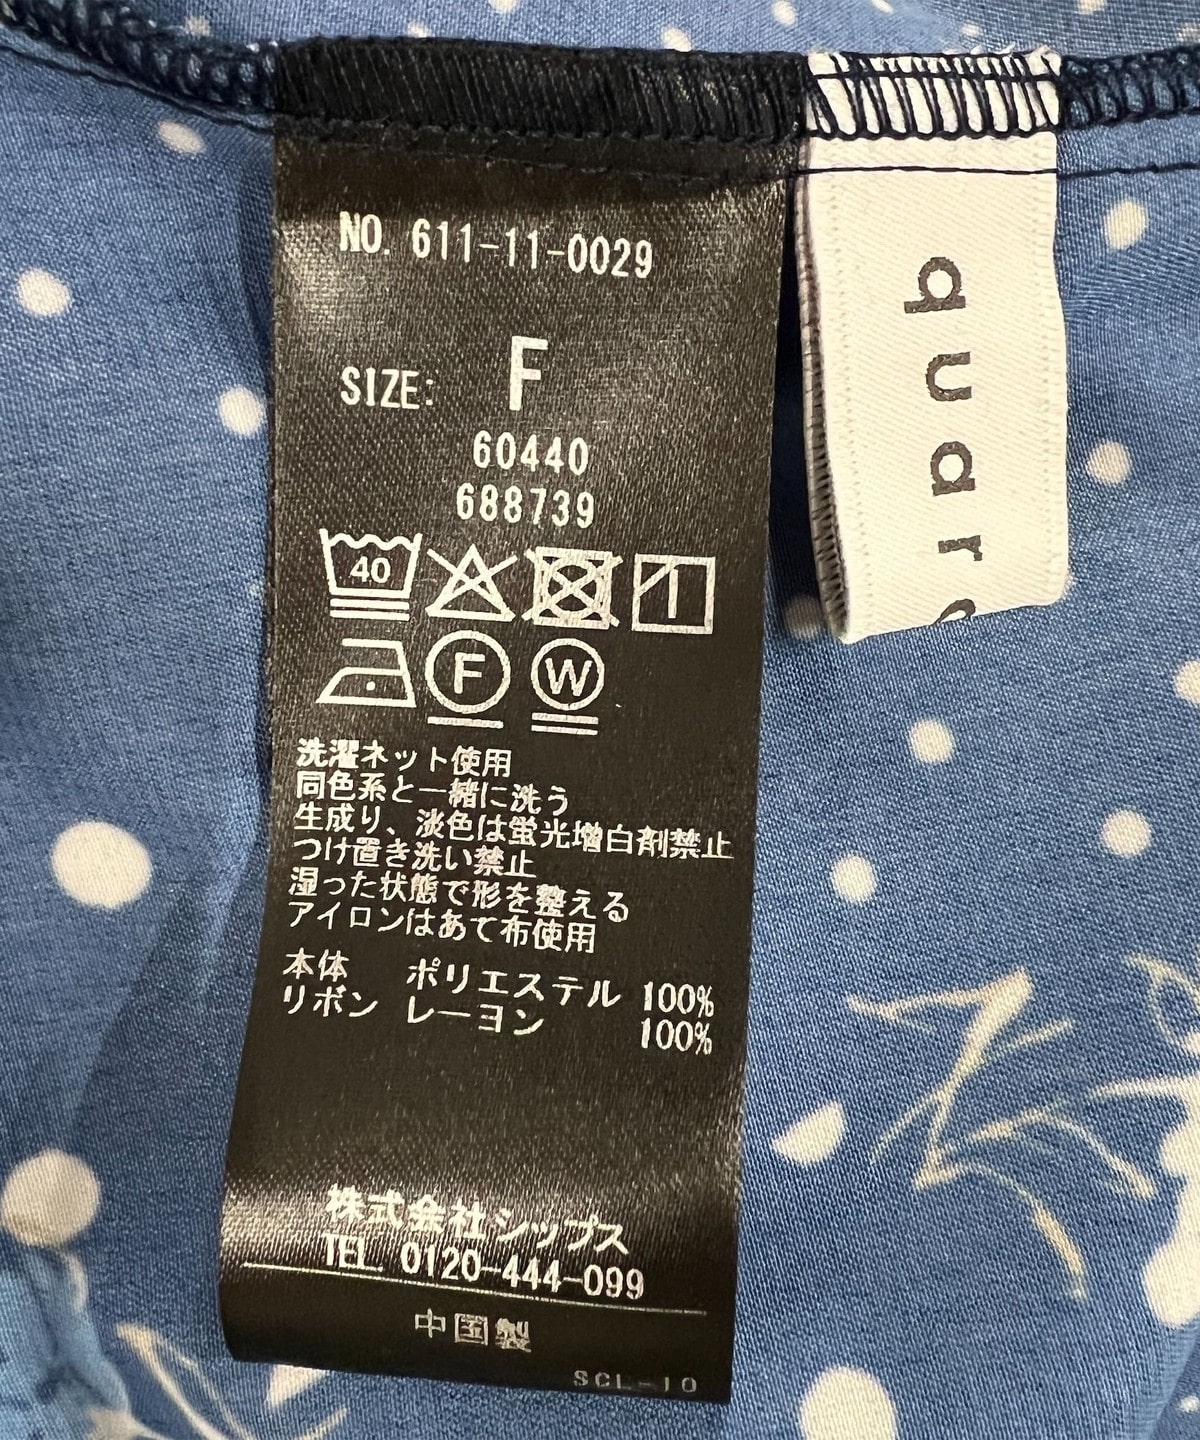 NO. 611-11-0029
SIZE: F
60440
688739
40
F W
洗濯ネット使用
同色系と一緒に洗う
生成り、淡色は蛍光増白剤禁止
つけ置き洗い禁止
湿った状態で形を整える
アイロンはあて布使用
本体 ポリエステル 100%
リボン レーヨン 100%
株式会社シップス
TEL 0120-444-099
中国製
SCL-10
quar